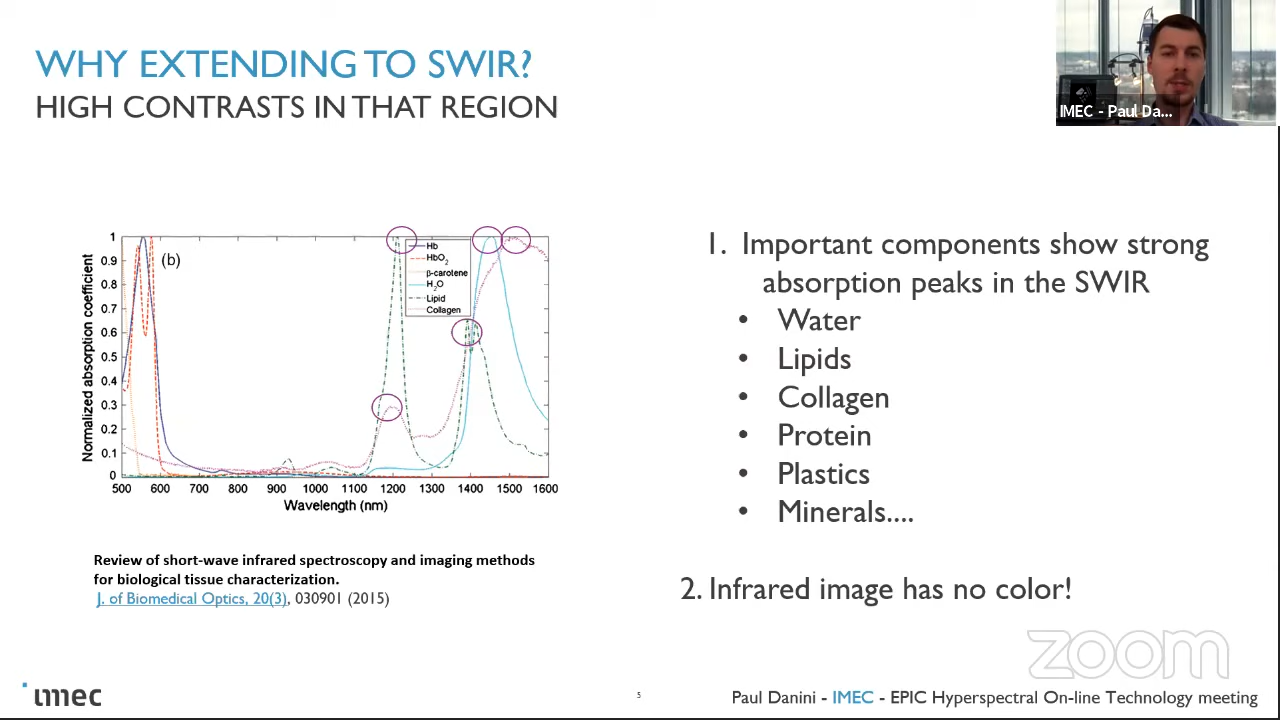 WHY EXTENDING TO SWIR?
HIGH CONTRASTS IN THAT REGION
IMEC - Paul Da...
(b)
Normalized absorption coefficient
1
0.9
0.8
0.7
0.6
0.5
0.4
0.3
0.2
0.1
0
Hb
HbO2
β-carotene
H2O
Lipid
Collagen
500 600 700 800 900 1000 1100 1200 1300 1400 1500 1600
Wavelength (nm)
Review of short-wave infrared spectroscopy and imaging methods
for biological tissue characterization.
J. of Biomedical Optics, 20(3), 030901 (2015)
1. Important components show strong
absorption peaks in the SWIR
• Water
• Lipids
• Collagen
• Protein
• Plastics
• Minerals....
2. Infrared image has no color!
zoom
imec
5
Paul Danini - IMEC - EPIC Hyperspectral On-line Technology meeting